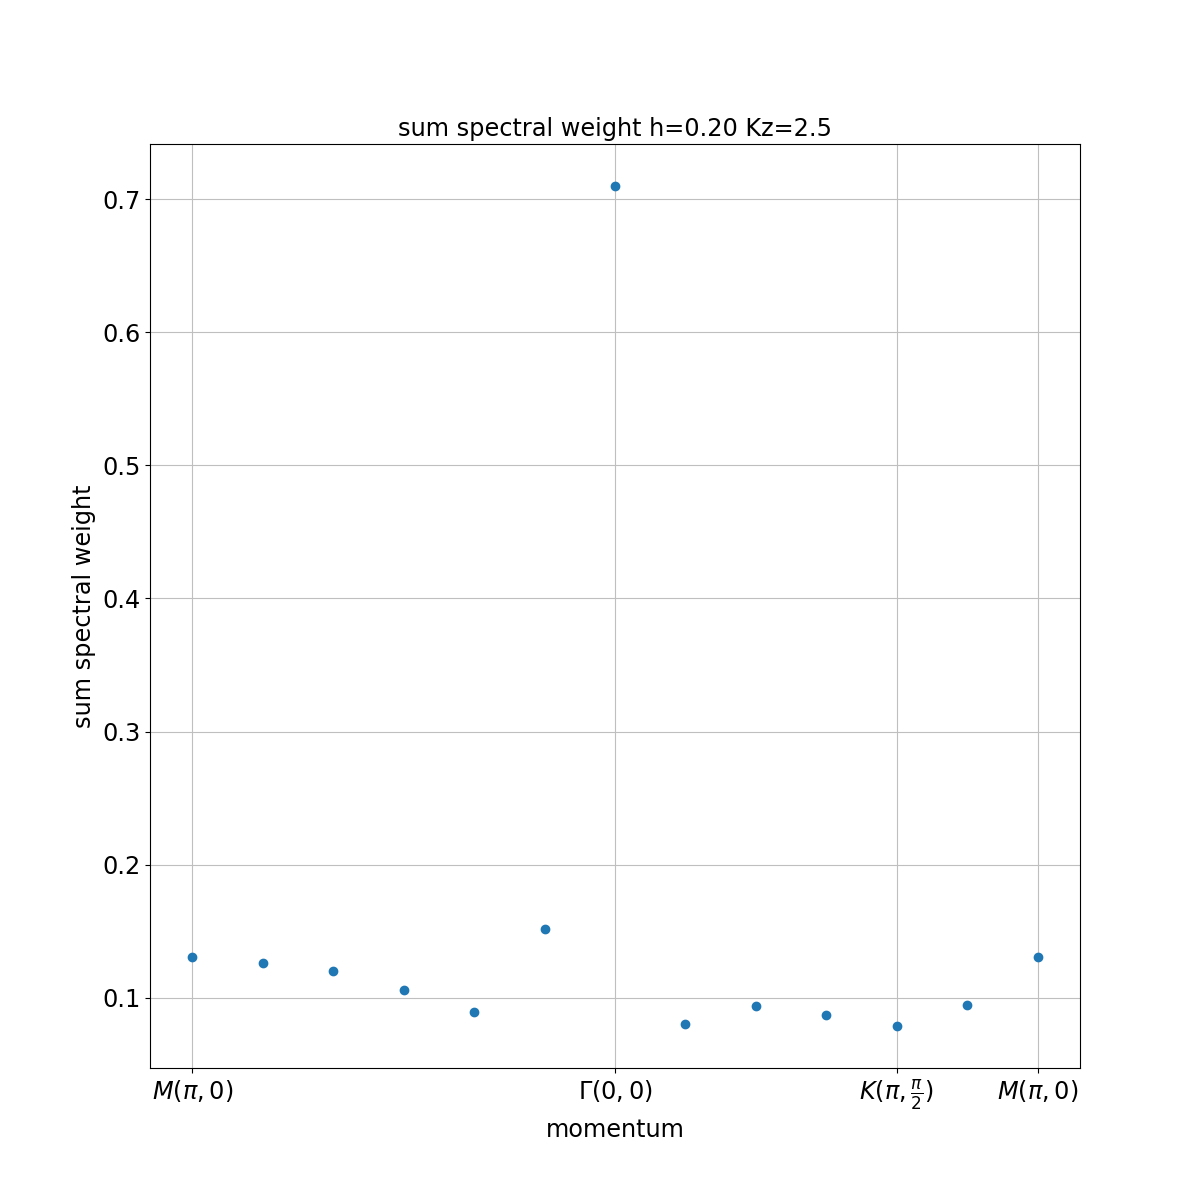 sum spectral weight h=0.20 Kz=2.5
0.7
0.6
0.5
0.4
0.3
0.2
0.1
sum spectral weight
M(π, 0) Γ(0, 0) K(π, π/2) M(π, 0)
momentum